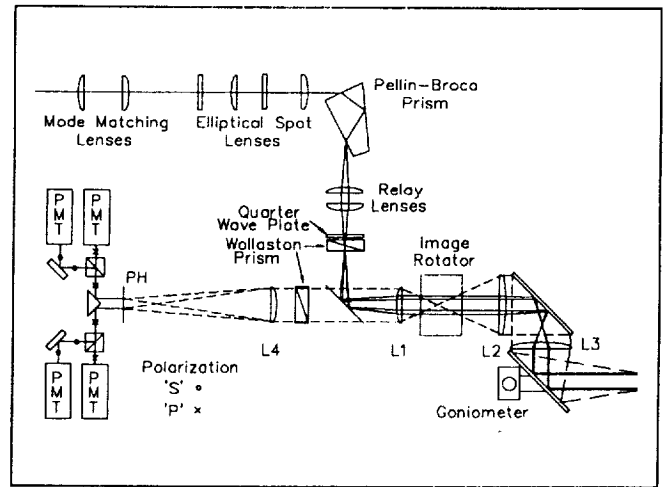 Pellin-Broca
Prism
Mode Matching
Lenses
Elliptical Spot
Lenses
Relay
Lenses
Quarter
Wave Plate
Wollaston
Prism
Image
Rotator
PMT
PMT
PH
L4
L1
L2
L3
PMT
PMT
Polarization
'S' o
'P' x
Goniometer